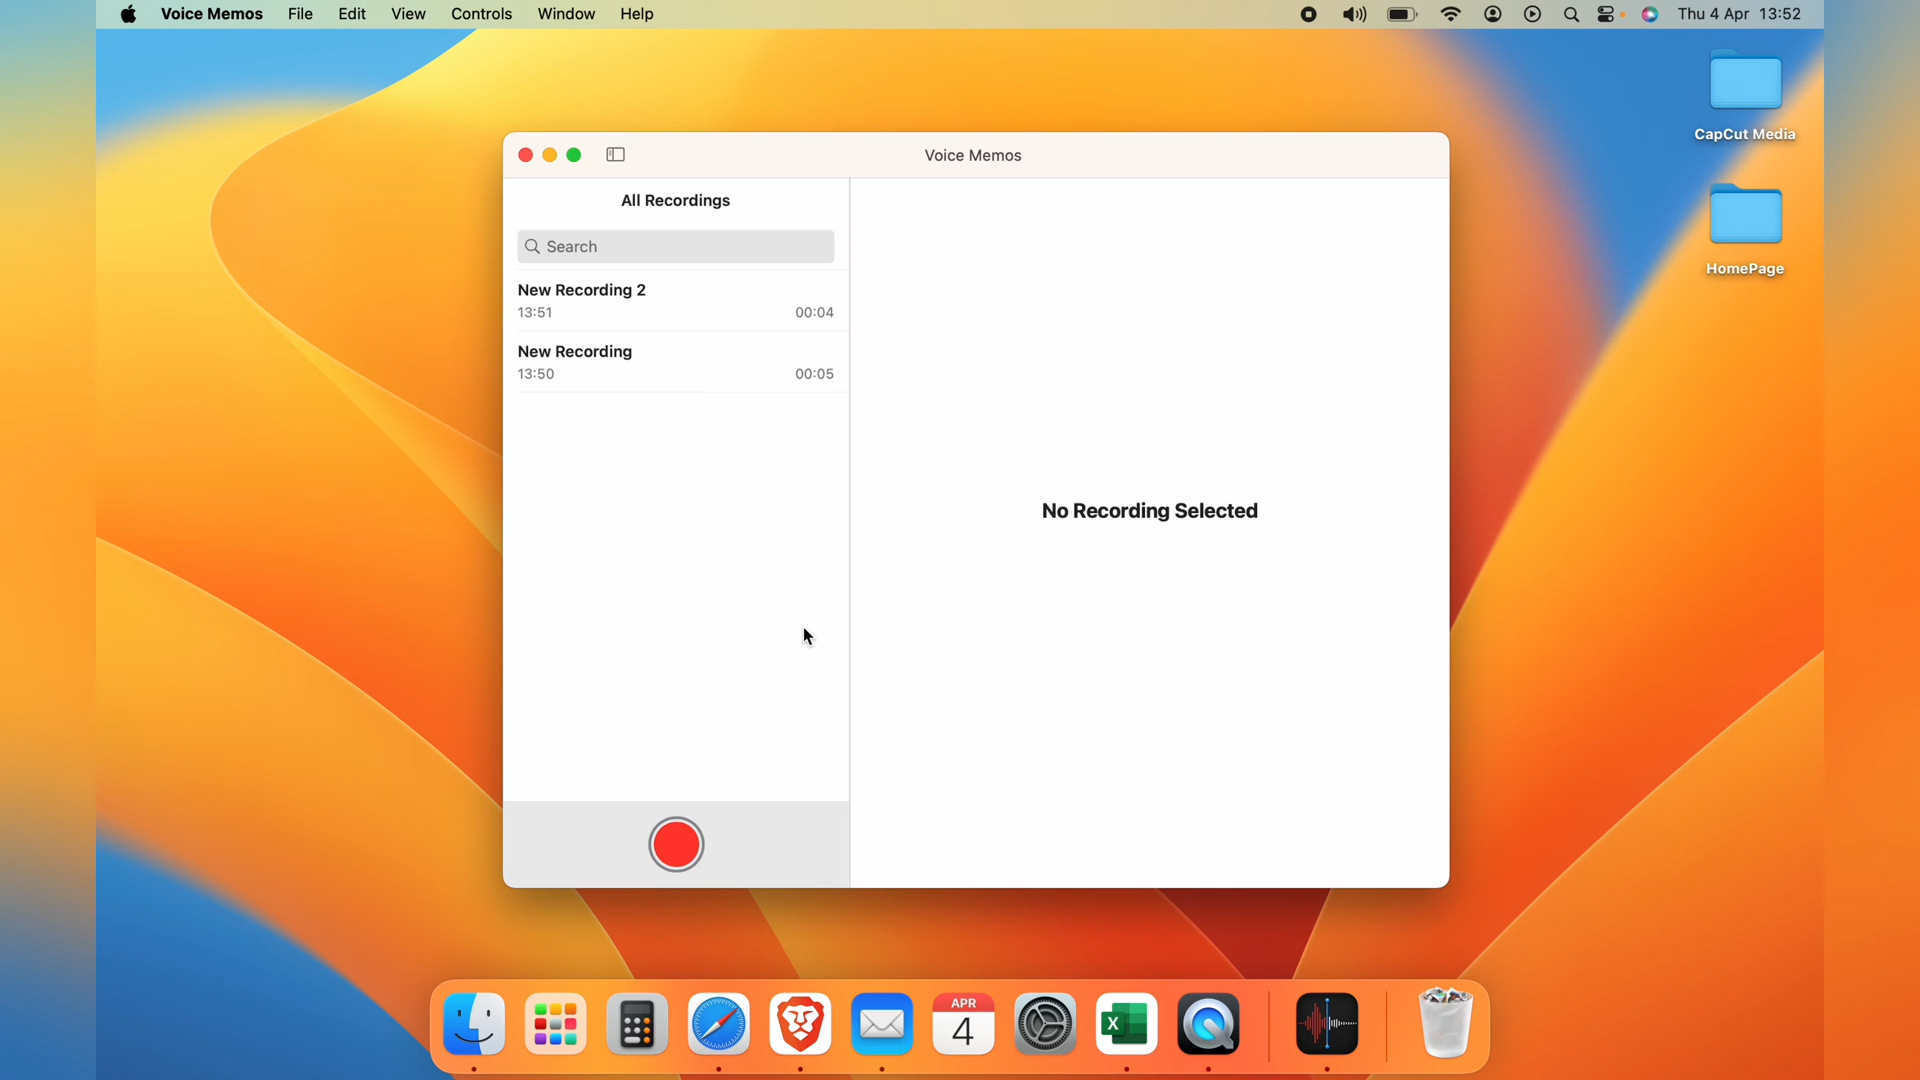 Voice Memos File Edit View Controls Window Help Thu 4 Apr 13:52
CapCut Media
HomePage
Voice Memos
All Recordings
Search
New Recording 2
13:51 00:04
New Recording
13:50 00:05
No Recording Selected
APR
4
X